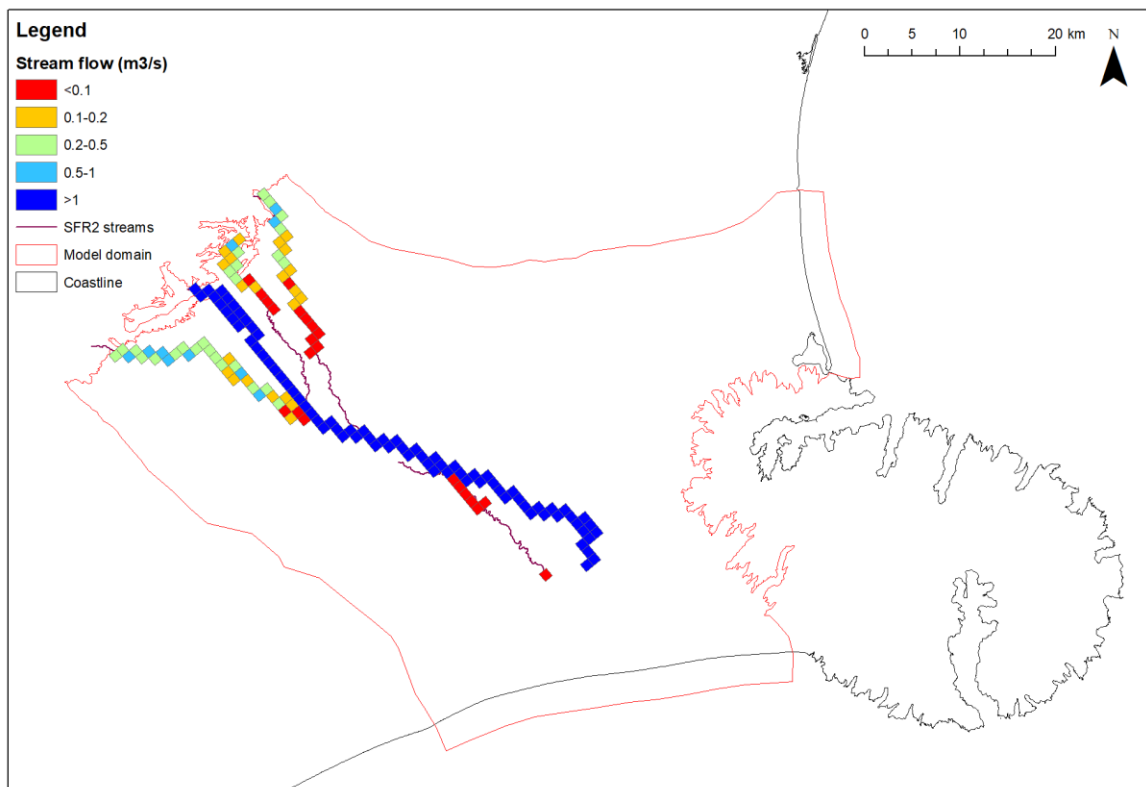 Legend
Stream flow (m3/s)
<0.1
0.1-0.2
0.2-0.5
0.5-1
>1
SFR2 streams
Model domain
Coastline
0 5 10 20 km
N